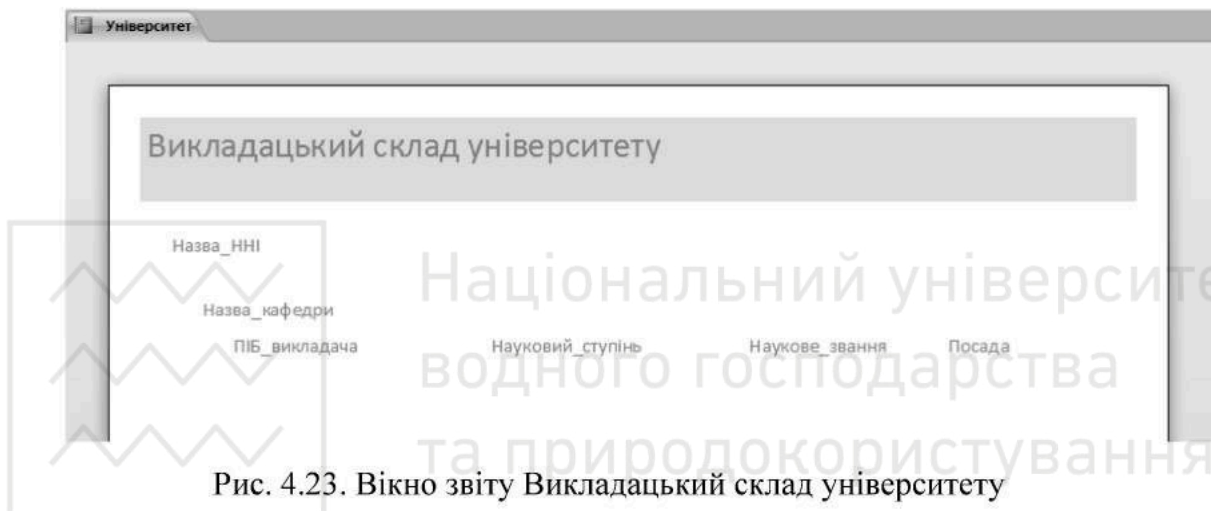 Університет
Викладацький склад університету
Назва_ННІ
Національний університе
Назва_кафедри
ПІБ_викладача Науковий_ступінь Наукове_звання Посада
водного господарства
та природокористування
Рис. 4.23. Вікно звіту Викладацький склад університету